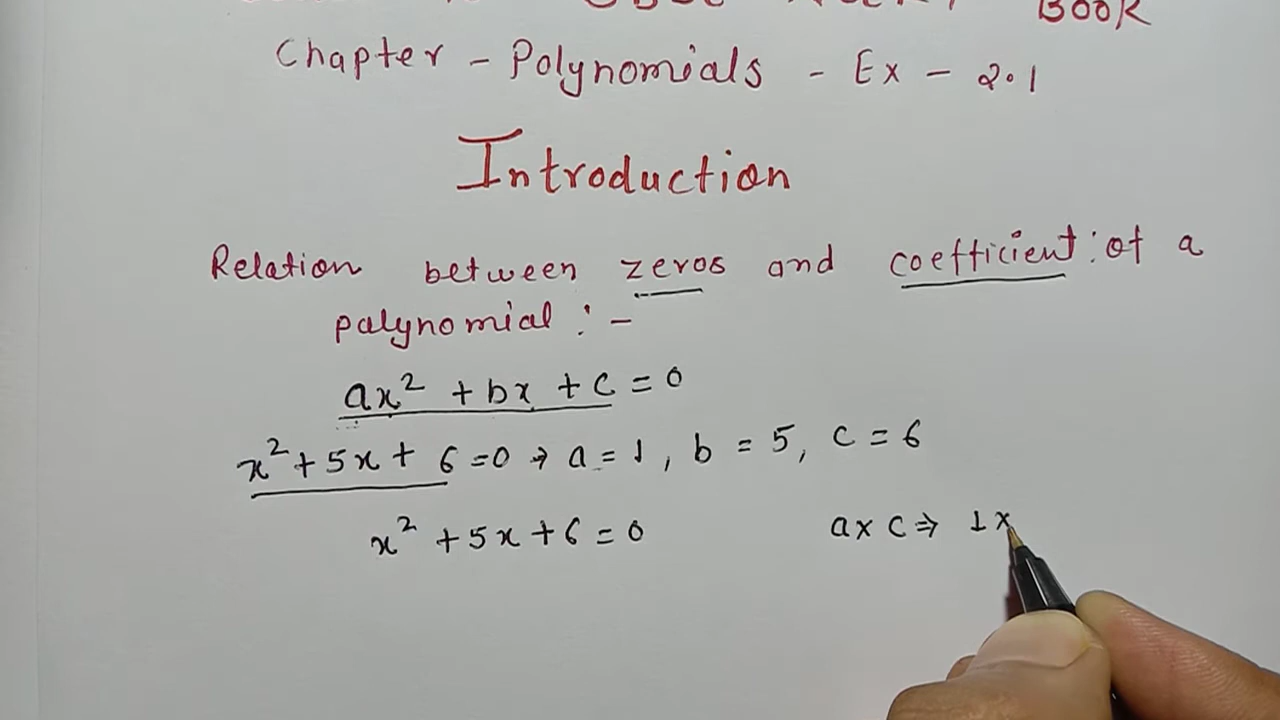 Book
Chapter - Polynomials - Ex - 2.1
Introduction
Relation between zeros and coefficient : of a
palynomial : -
ax² + bx + c = 0
x² + 5x + 6 = 0 → a = 1, b = 5, c = 6
x² + 5x + 6 = 0 a x c ⇒ 1 x